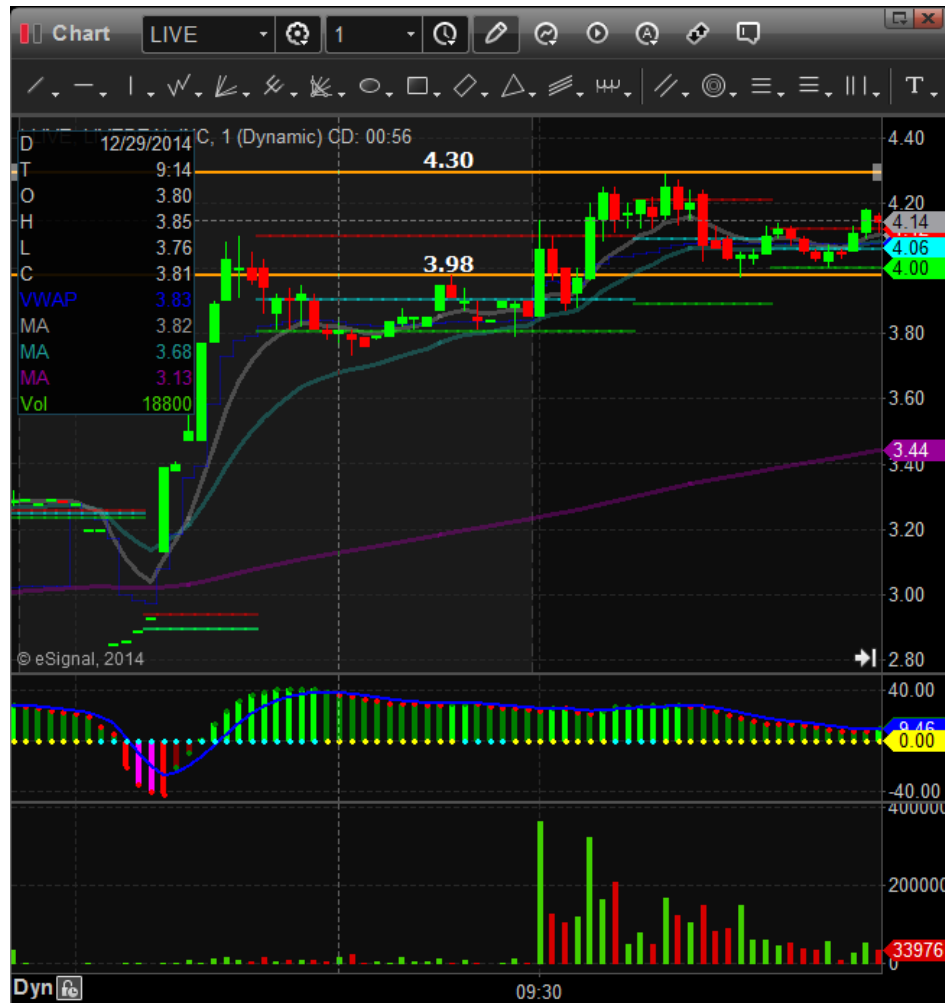 Chart LIVE 1
C, 1 (Dynamic) CD: 00:56
D 12/29/2014
T 9:14
O 3.80
H 3.85
L 3.76
C 3.81
VWAP 3.83
MA 3.82
MA 3.68
MA 3.13
Vol 18800
4.30
3.98
4.40
4.20
4.14
4.06
4.00
3.80
3.60
3.44
3.40
3.20
3.00
2.80
© eSignal, 2014
40.00
9.46
0.00
-40.00
400000
200000
33976
0
Dyn
09:30
T